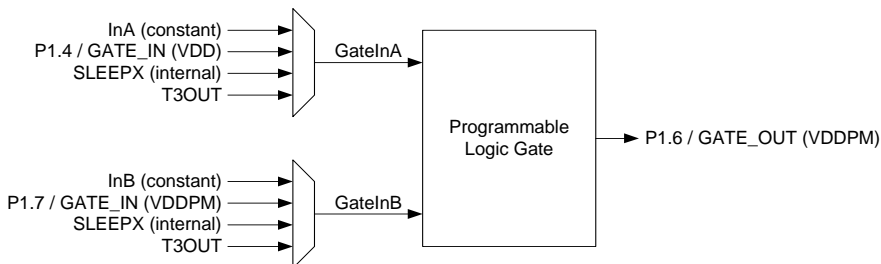 InA (constant)
P1.4 / GATE_IN (VDD)
SLEEPX (internal)
T3OUT
GateInA
Programmable
Logic Gate
P1.6 / GATE_OUT (VDDPM)
InB (constant)
P1.7 / GATE_IN (VDDPM)
SLEEPX (internal)
T3OUT
GateInB